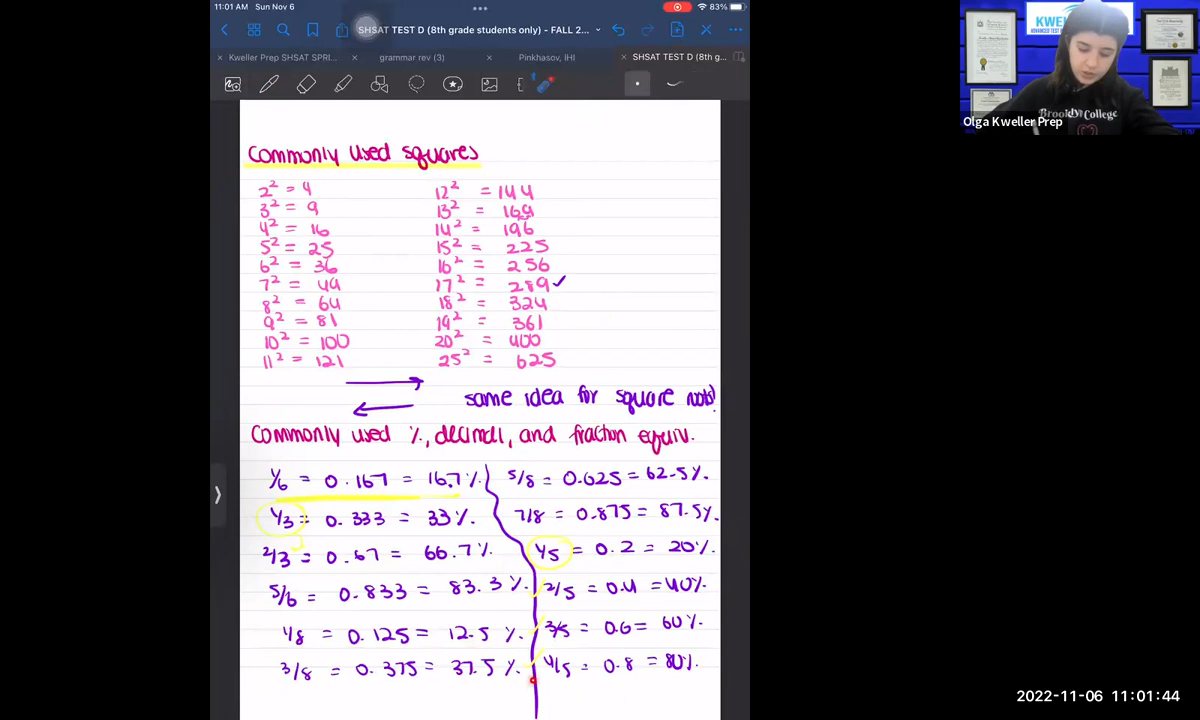 11:01 AM Sun Nov 6
83%
SHSAT TEST D (8th grade students only) - FALL 2...
Kweller Prep SHSAT SPRI...
grammar rev (3)
Pinkhasov, IHI
SHSAT TEST D (8th g...
KWE
Brooklyn College
Olga Kweller Prep
Commonly used squares
2² = 4
3² = 9
4² = 16
5² = 25
6² = 36
7² = 49
8² = 64
9² = 81
10² = 100
11² = 121
12² = 144
13² = 169
14² = 196
15² = 225
16² = 256
17² = 289 ✓
18² = 324
19² = 361
20² = 400
25² = 625
same idea for square roots!
Commonly used %, decimal, and fraction equiv.
1/6 = 0.167 = 16.7%
1/3 = 0.333 = 33%
2/3 = 0.67 = 66.7%
5/6 = 0.833 = 83.3%
1/8 = 0.125 = 12.5%
3/8 = 0.375 = 37.5%
5/8 = 0.625 = 62.5%
7/8 = 0.875 = 87.5%
1/5 = 0.2 = 20%
2/5 = 0.4 = 40%
3/5 = 0.6 = 60%
4/5 = 0.8 = 80%
2022-11-06 11:01:44